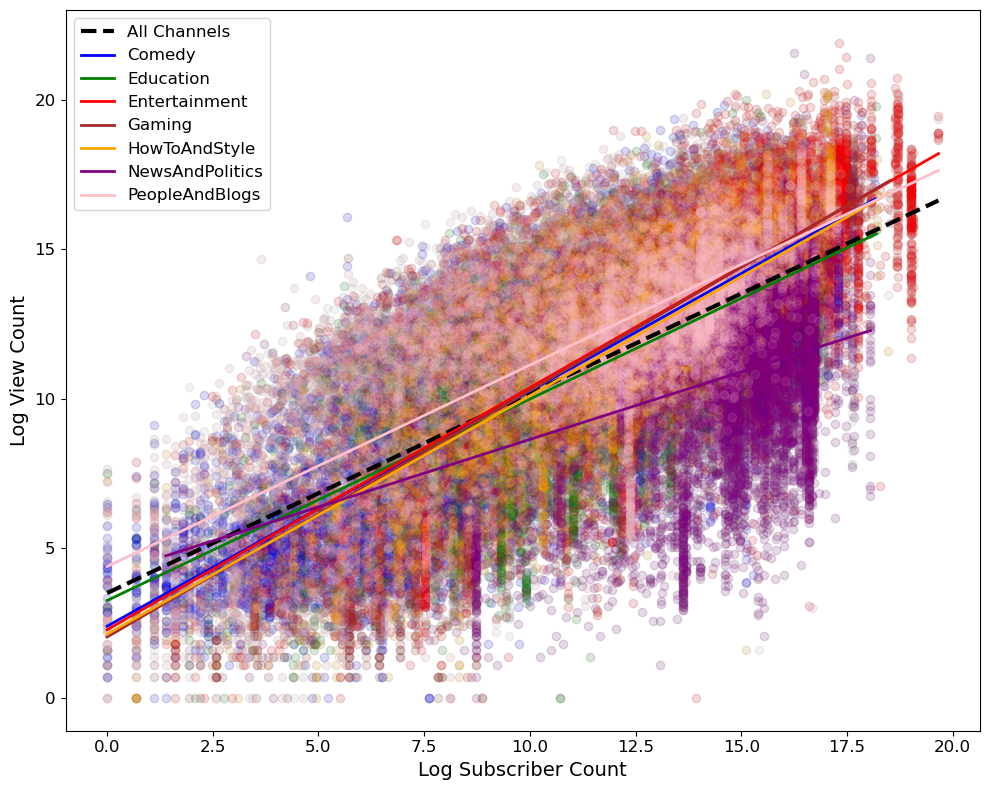 All Channels
Comedy
Education
Entertainment
Gaming
HowToAndStyle
NewsAndPolitics
PeopleAndBlogs
20
15
10
5
0
Log View Count
0.0 2.5 5.0 7.5 10.0 12.5 15.0 17.5 20.0
Log Subscriber Count